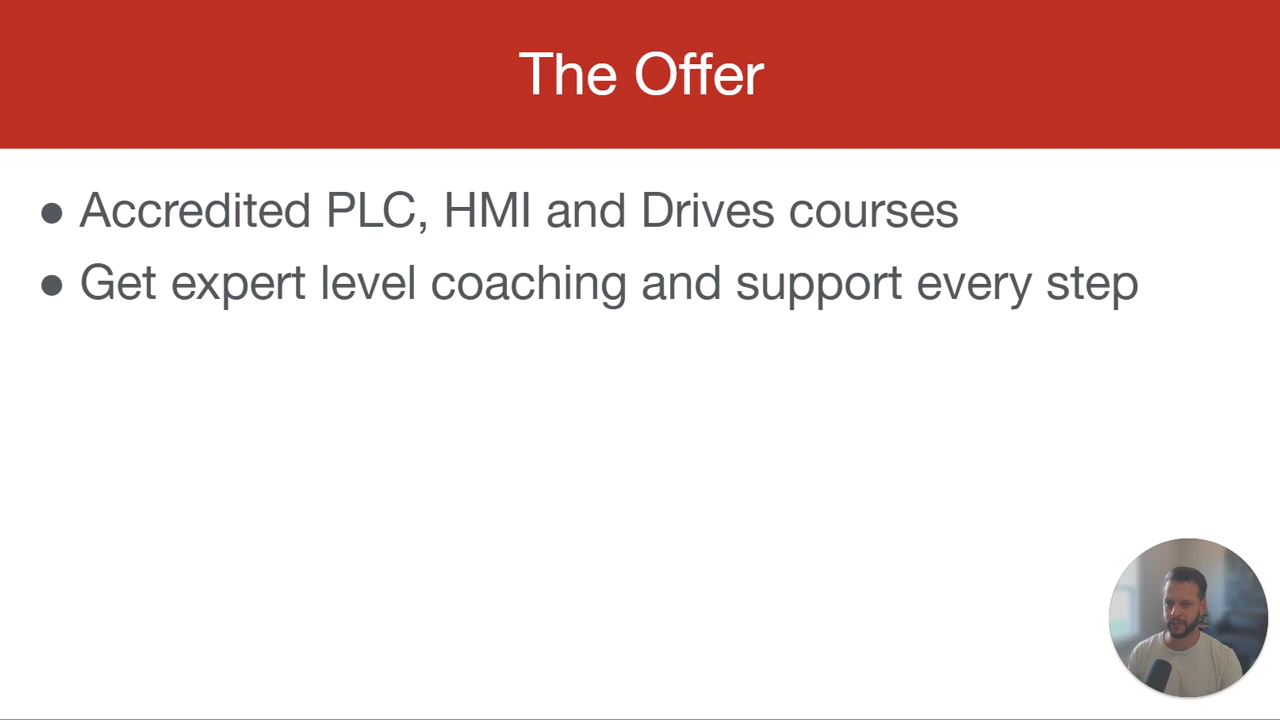 The Offer
● Accredited PLC, HMI and Drives courses
● Get expert level coaching and support every step